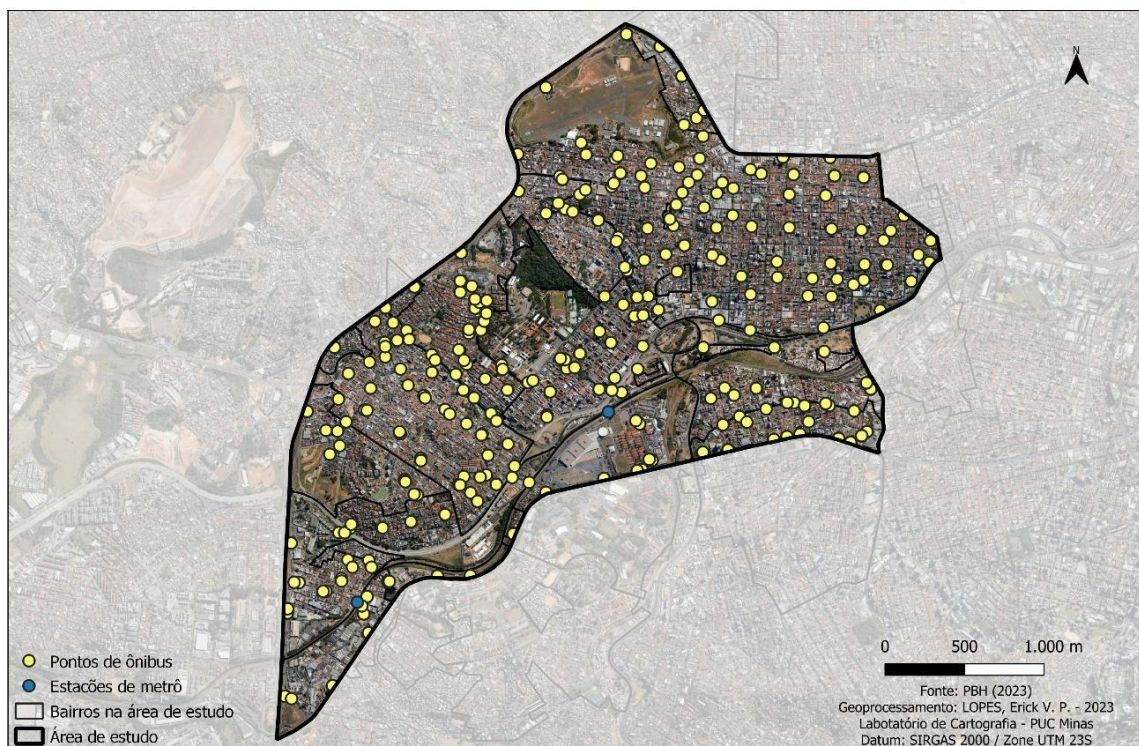 N
Pontos de ônibus
Estacões de metrô
Bairros na área de estudo
Área de estudo
0 500 1.000 m
Fonte: PBH (2023)
Geoprocessamento: LOPES, Erick V. P. - 2023
Labotatório de Cartografia - PUC Minas
Datum: SIRGAS 2000 / Zone UTM 23S